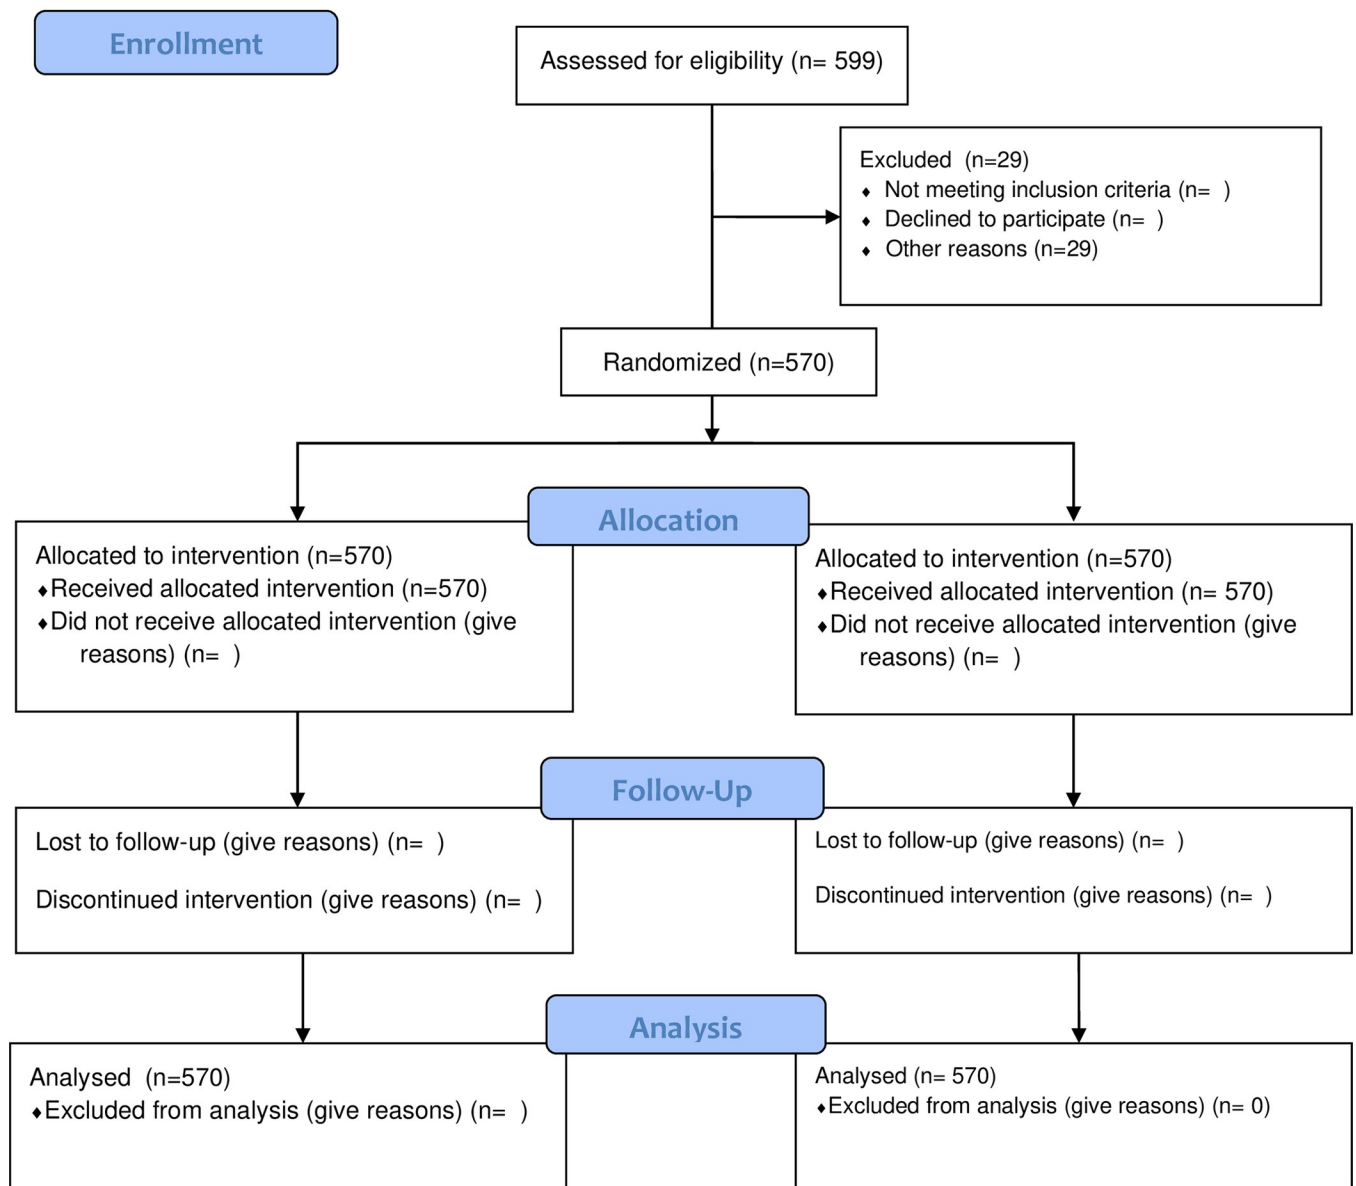 Enrollment
Assessed for eligibility (n= 599)
Excluded  (n=29)
♦ Not meeting inclusion criteria (n=  )
♦ Declined to participate (n=  )
♦ Other reasons (n=29)
Randomized (n=570)
Allocation
Allocated to intervention (n=570)
♦Received allocated intervention (n=570)
♦Did not receive allocated intervention (give
reasons) (n=  )
Allocated to intervention (n=570)
♦Received allocated intervention (n= 570)
♦Did not receive allocated intervention (give
reasons) (n=  )
Follow-Up
Lost to follow-up (give reasons) (n=  )
Discontinued intervention (give reasons) (n=  )
Lost to follow-up (give reasons) (n=  )
Discontinued intervention (give reasons) (n=  )
Analysis
Analysed  (n=570)
♦Excluded from analysis (give reasons) (n=  )
Analysed (n= 570)
♦Excluded from analysis (give reasons) (n= 0)